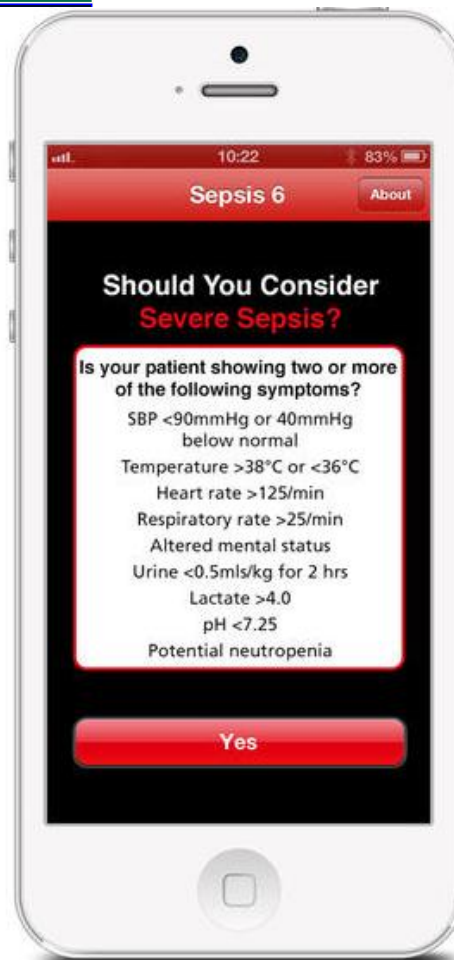 10:22
83%
Sepsis 6
About
Should You Consider
Severe Sepsis?
Is your patient showing two or more
of the following symptoms?
SBP <90mmHg or 40mmHg
below normal
Temperature >38°C or <36°C
Heart rate >125/min
Respiratory rate >25/min
Altered mental status
Urine <0.5mls/kg for 2 hrs
Lactate >4.0
pH <7.25
Potential neutropenia
Yes